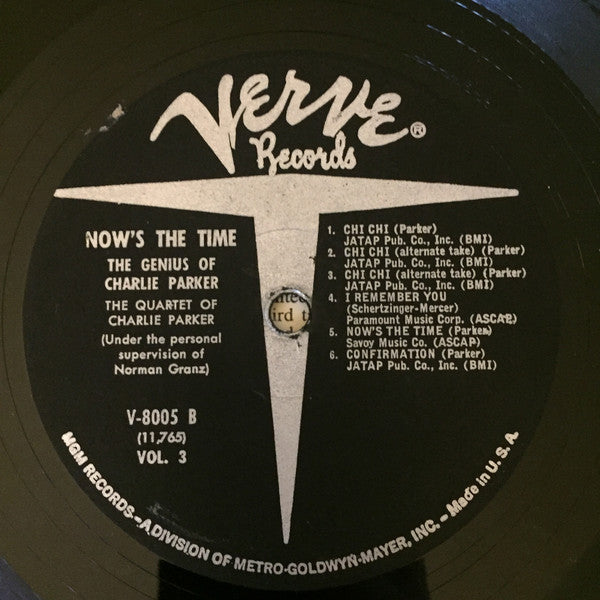 Verve®
Records
NOW'S THE TIME
THE GENIUS OF
CHARLIE PARKER
THE QUARTET OF
CHARLIE PARKER
(Under the personal
supervision of
Norman Granz)
V-8005 B
(11,765)
VOL. 3
1. CHI CHI (Parker)
JATAP Pub. Co., Inc. (BMI)
2. CHI CHI (alternate take) (Parker)
JATAP Pub. Co., Inc. (BMI)
3. CHI CHI (alternate take) (Parker)
JATAP Pub. Co., Inc. (BMI)
4. I REMEMBER YOU
(Schertzinger-Mercer)
Paramount Music Corp. (ASCAP)
5. NOW'S THE TIME (Parker)
Savoy Music Co. (ASCAP)
6. CONFIRMATION (Parker)
JATAP Pub. Co., Inc. (BMI)
ird
MGM RECORDS-A DIVISION OF METRO-GOLDWYN-MAYER, INC. - Made in U. S. A.